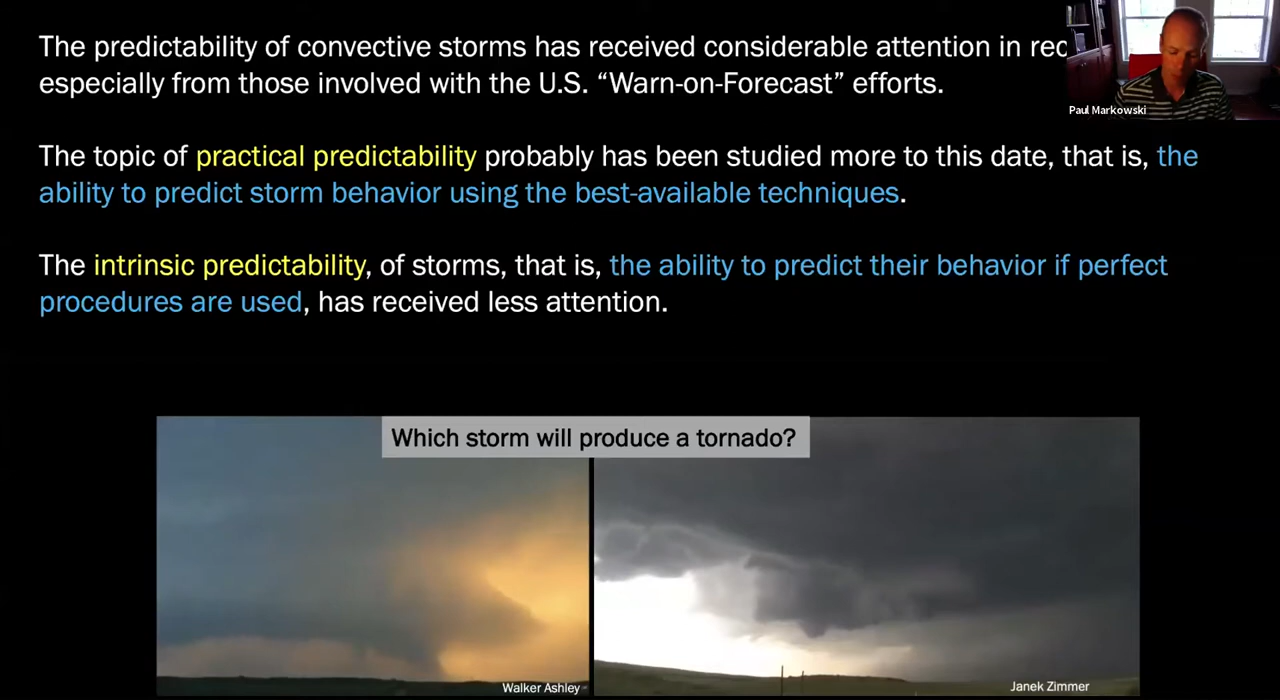 The predictability of convective storms has received considerable attention in rec
especially from those involved with the U.S. “Warn-on-Forecast” efforts.
Paul Markowski
The topic of practical predictability probably has been studied more to this date, that is, the
ability to predict storm behavior using the best-available techniques.
The intrinsic predictability, of storms, that is, the ability to predict their behavior if perfect
procedures are used, has received less attention.
Which storm will produce a tornado?
Walker Ashley
Janek Zimmer